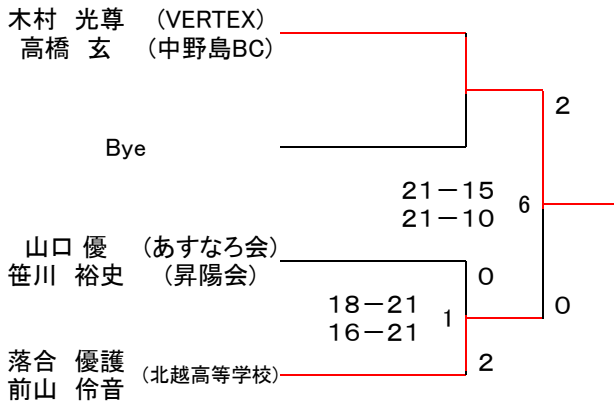 木村 光尊 (VERTEX)
高橋 玄 (中野島BC)
2
Bye
21－15
21－10
6
山口 優 (あすなろ会)
笹川 裕史 (昇陽会)
0
18－21
16－21
1
0
2
落合 優護
前山 伶音
(北越高等学校)